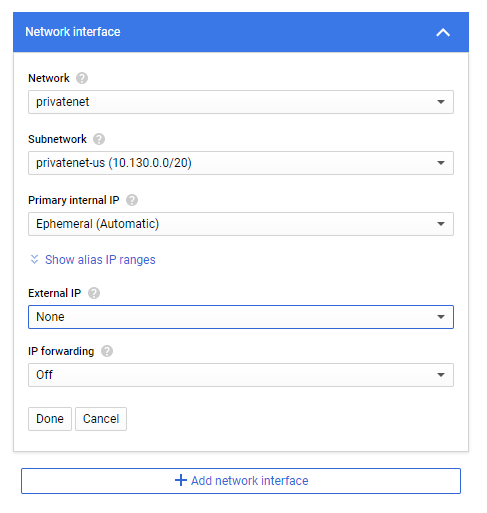 Network interface
Network ?
privatenet
Subnetwork ?
privatenet-us (10.130.0.0/20)
Primary internal IP ?
Ephemeral (Automatic)
Show alias IP ranges
External IP ?
None
IP forwarding ?
Off
Done Cancel
+ Add network interface